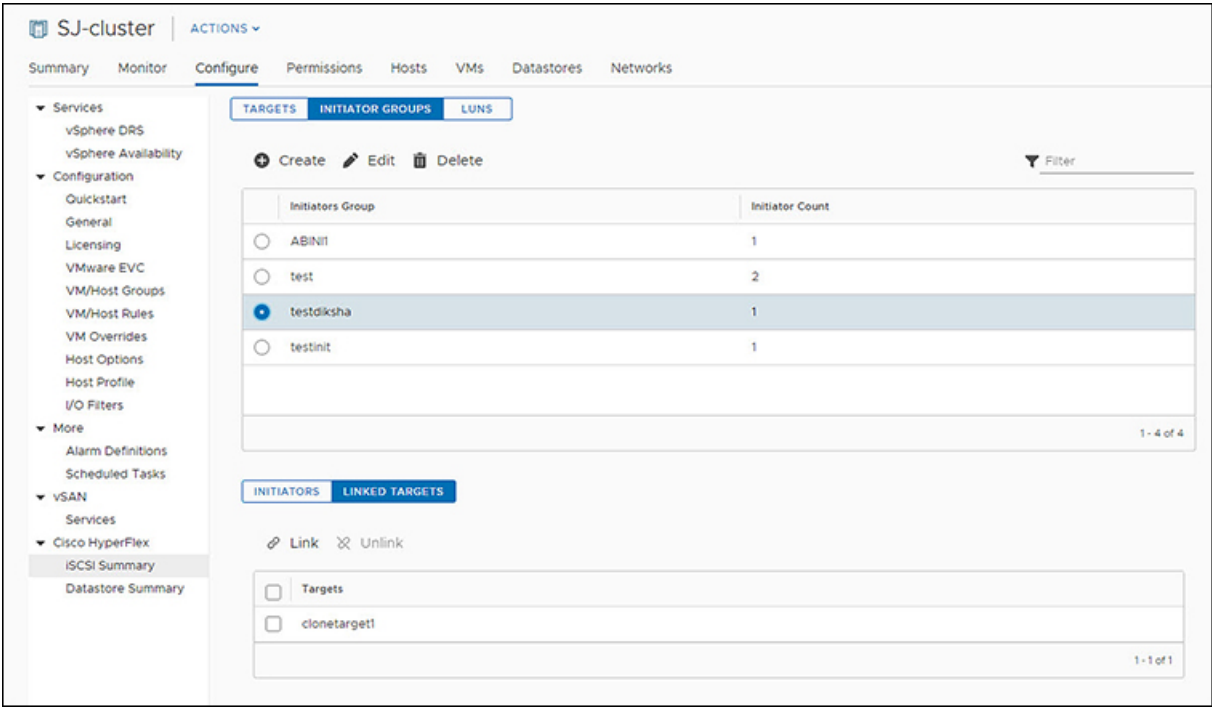 SJ-cluster ACTIONS
Summary Monitor Configure Permissions Hosts VMs Datastores Networks
Services
vSphere DRS
vSphere Availability
Configuration
Quickstart
General
Licensing
VMware EVC
VM/Host Groups
VM/Host Rules
VM Overrides
Host Options
Host Profile
I/O Filters
More
Alarm Definitions
Scheduled Tasks
vSAN
Services
Cisco HyperFlex
iSCSI Summary
Datastore Summary
TARGETS INITIATOR GROUPS LUNS
Create Edit Delete Filter
Initiators Group Initiator Count
ABINI1 1
test 2
testdiksha 1
testinit 1
1 - 4 of 4
INITIATORS LINKED TARGETS
Link Unlink
Targets
clonetarget1
1 - 1 of 1